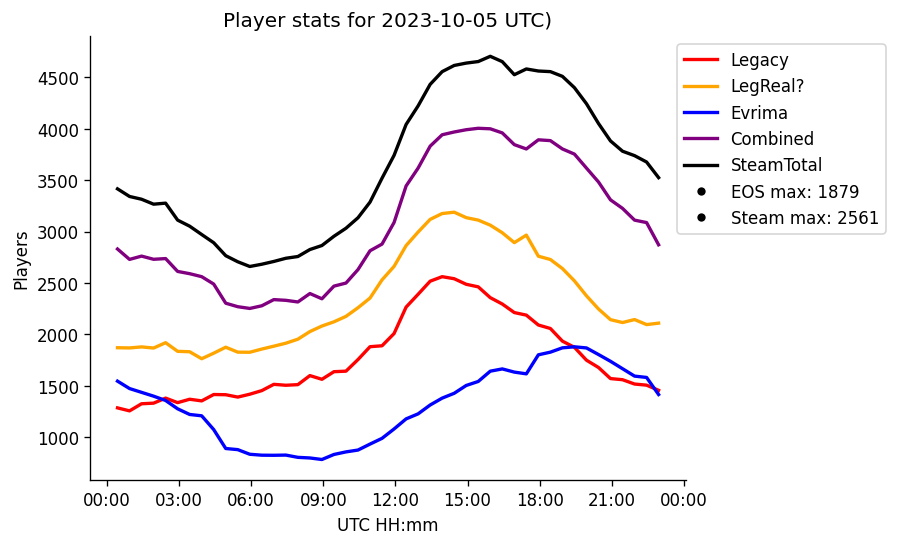 Player stats for 2023-10-05 UTC)
Legacy
LegReal?
Evrima
Combined
SteamTotal
EOS max: 1879
Steam max: 2561
Players
4500
4000
3500
3000
2500
2000
1500
1000
00:00 03:00 06:00 09:00 12:00 15:00 18:00 21:00 00:00
UTC HH:mm